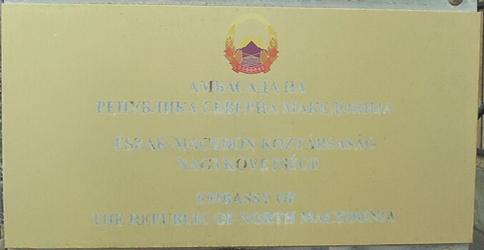 АМБАСАДА НА
РЕПУБЛИКА СЕВЕРНА МАКЕДОНИЈА
ÉSZAK-MACEDÓN KÖZTÁRSASÁG
NAGYKÖVETSÉGE
EMBASSY OF
THE REPUBLIC OF NORTH MACEDONIA